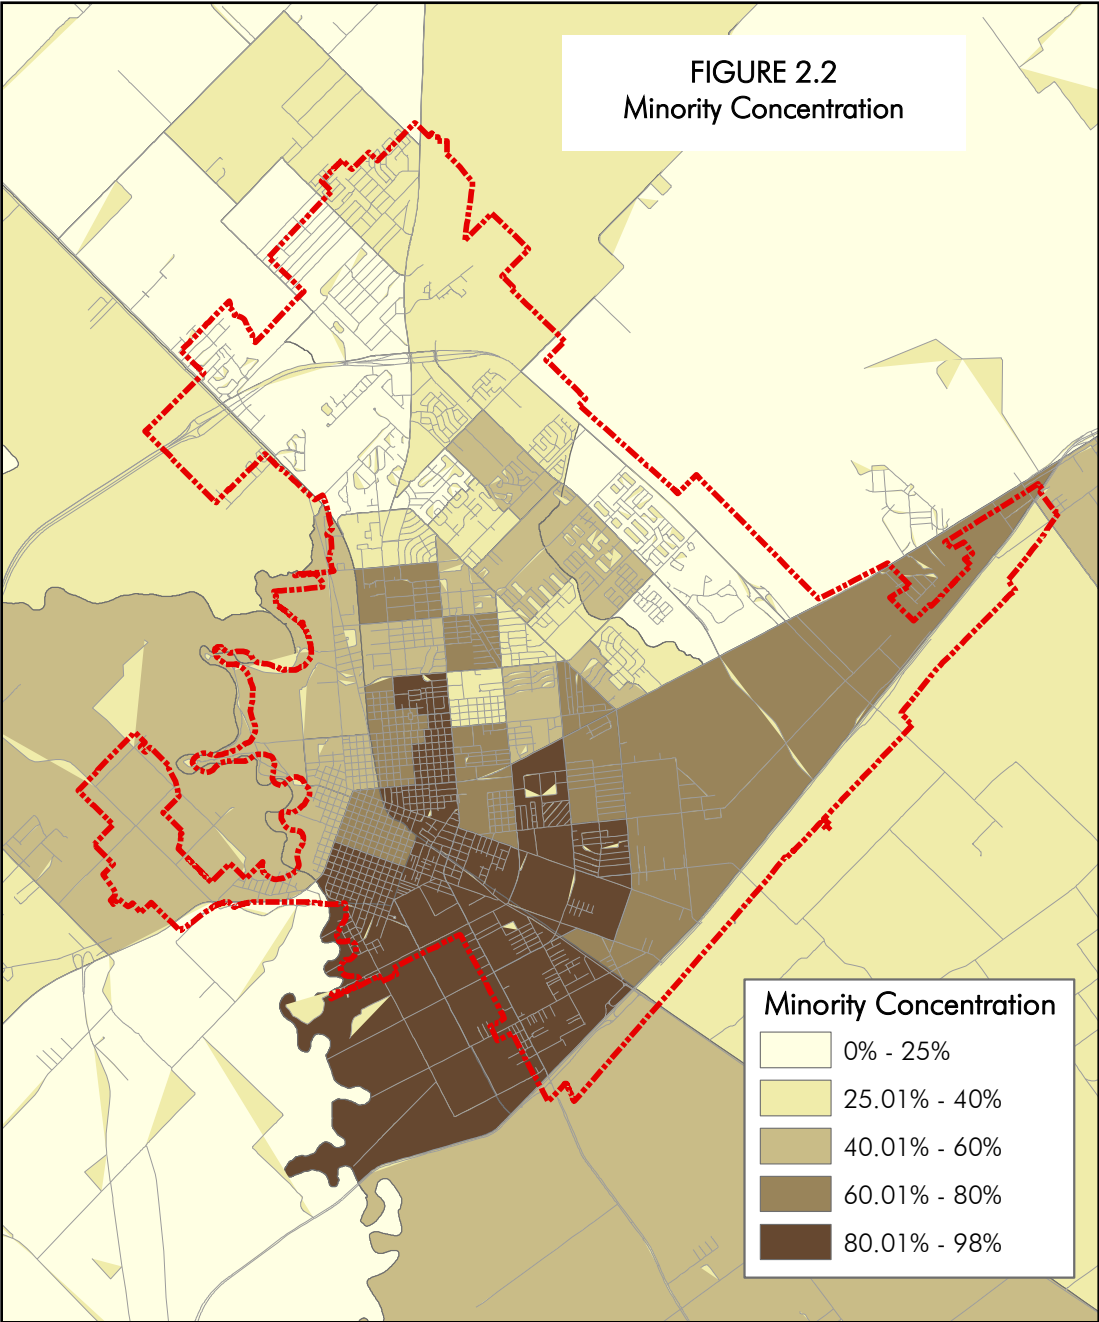 FIGURE 2.2
Minority Concentration
Minority Concentration
0% - 25%
25.01% - 40%
40.01% - 60%
60.01% - 80%
80.01% - 98%